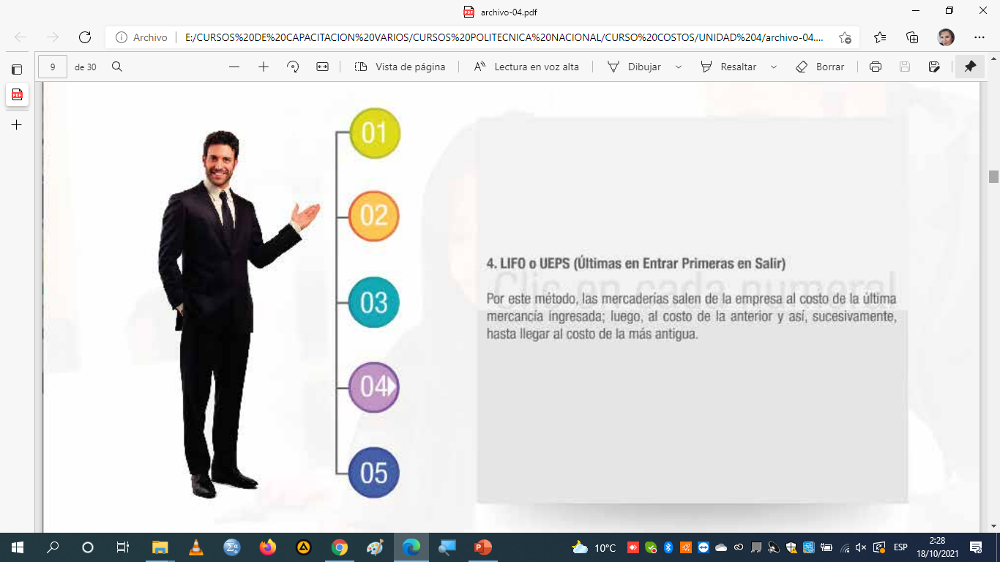 archivo-04.pdf
Archivo
E:/CURSOS%20DE%20CAPACITACION%20VARIOS/CURSOS%20POLITECNICA%20NACIONAL/CURSO%20COSTOS/UNIDAD%204/archivo-04....
9 de 30
Vista de página
Lectura en voz alta
Dibujar
Resaltar
Borrar
01
02
03
04
05
Clic en cada numeral
4. LIFO o UEPS (Últimas en Entrar Primeras en Salir)
Por este método, las mercaderías salen de la empresa al costo de la última
mercancía ingresada; luego, al costo de la anterior y así, sucesivamente,
hasta llegar al costo de la más antigua.
10°C
ESP
2:28
18/10/2021